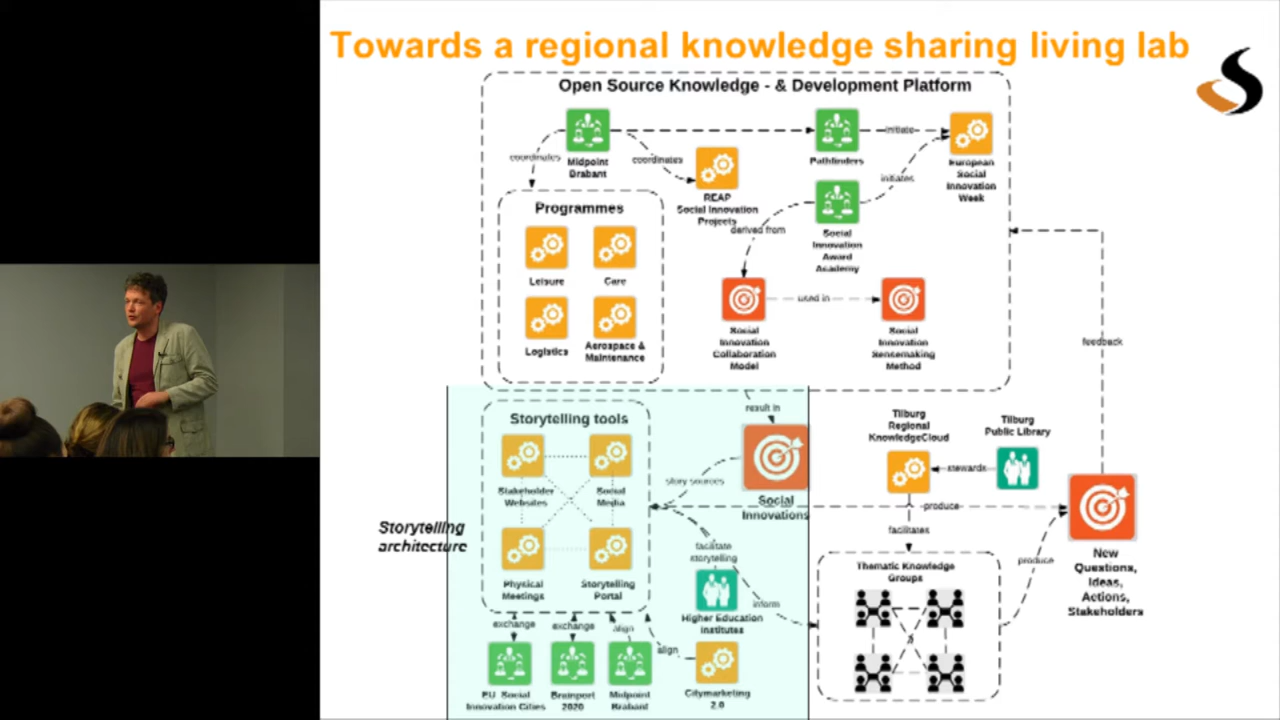 Towards a regional knowledge sharing living lab
Open Source Knowledge - & Development Platform
Midpoint
Brabant
coordinates
coordinates
Pathfinders
initiate
European
Social
Innovation
Week
initiates
REAP
Social Innovation
Projects
Programmes
Leisure
Care
Logistics
Aerospace &
Maintenance
derived from
Social
Innovation
Award
Academy
Social
Innovation
Collaboration
Model
used in
Social
Innovation
Sensemaking
Method
feedback
result in
Storytelling tools
Stakeholder
Websites
Social
Media
Physical
Meetings
Storytelling
Portal
Storytelling
architecture
story sources
Social
Innovations
Tilburg
Regional
KnowledgeCloud
Tilburg
Public Library
stewards
produce
facilitates
facilitate
storytelling
Higher Education
Institutes
inform
Thematic Knowledge
Groups
produce
New
Questions,
Ideas,
Actions,
Stakeholders
exchange
exchange
align
align
EU Social
Innovation Cities
Brainport
2020
Midpoint
Brabant
Citymarketing
2.0